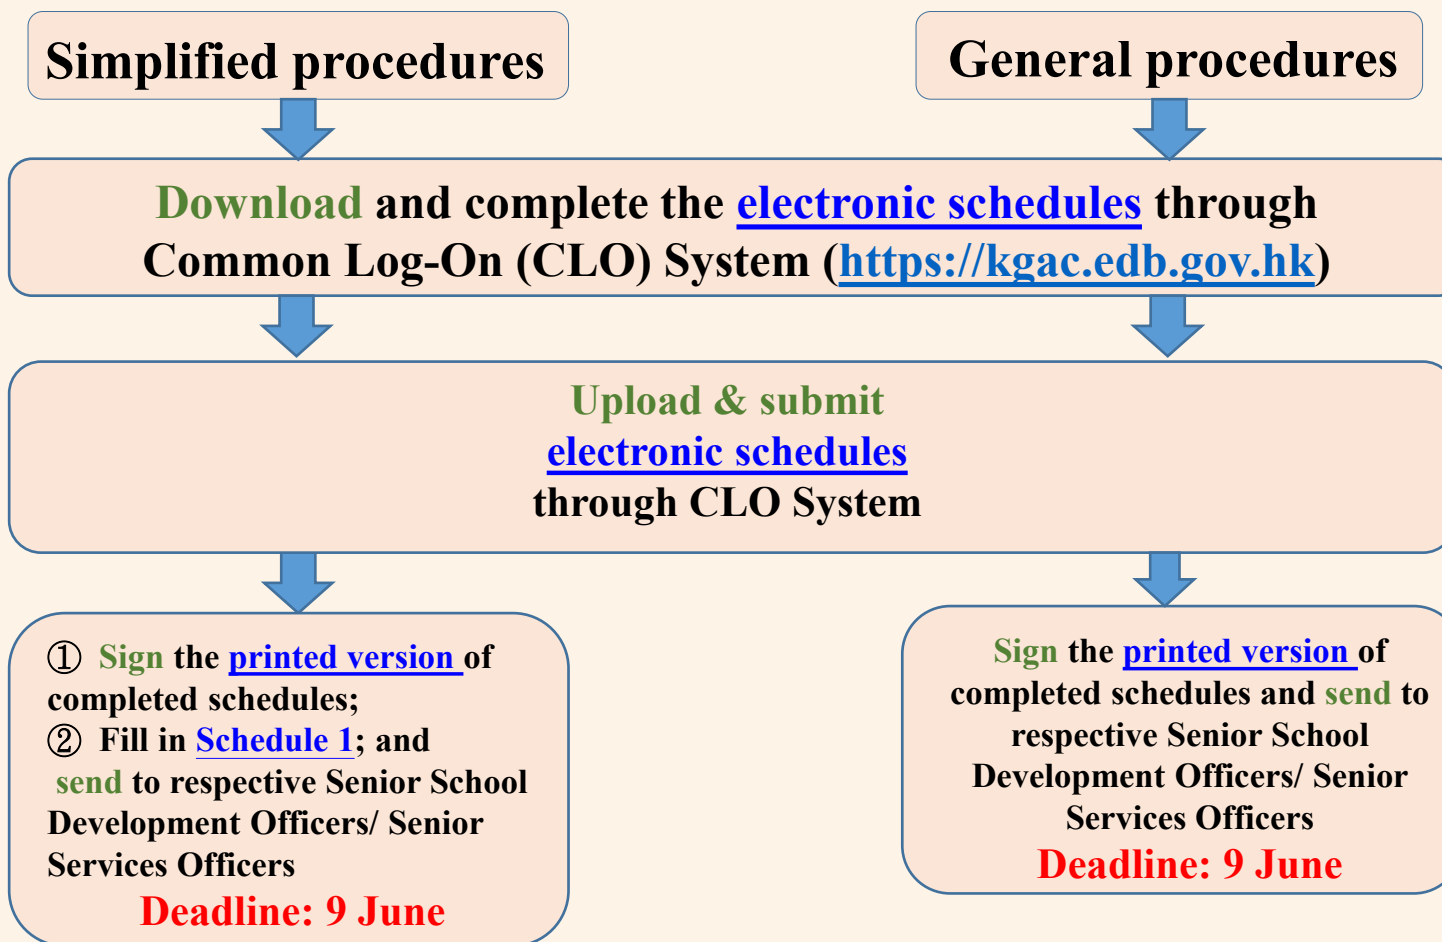 Simplified procedures
General procedures
Download and complete the electronic schedules through
Common Log-On (CLO) System (https://kgac.edb.gov.hk)
Upload & submit
electronic schedules
through CLO System
① Sign the printed version of
completed schedules;
② Fill in Schedule 1; and
send to respective Senior School
Development Officers/ Senior
Services Officers
Deadline: 9 June
Sign the printed version of
completed schedules and send to
respective Senior School
Development Officers/ Senior
Services Officers
Deadline: 9 June